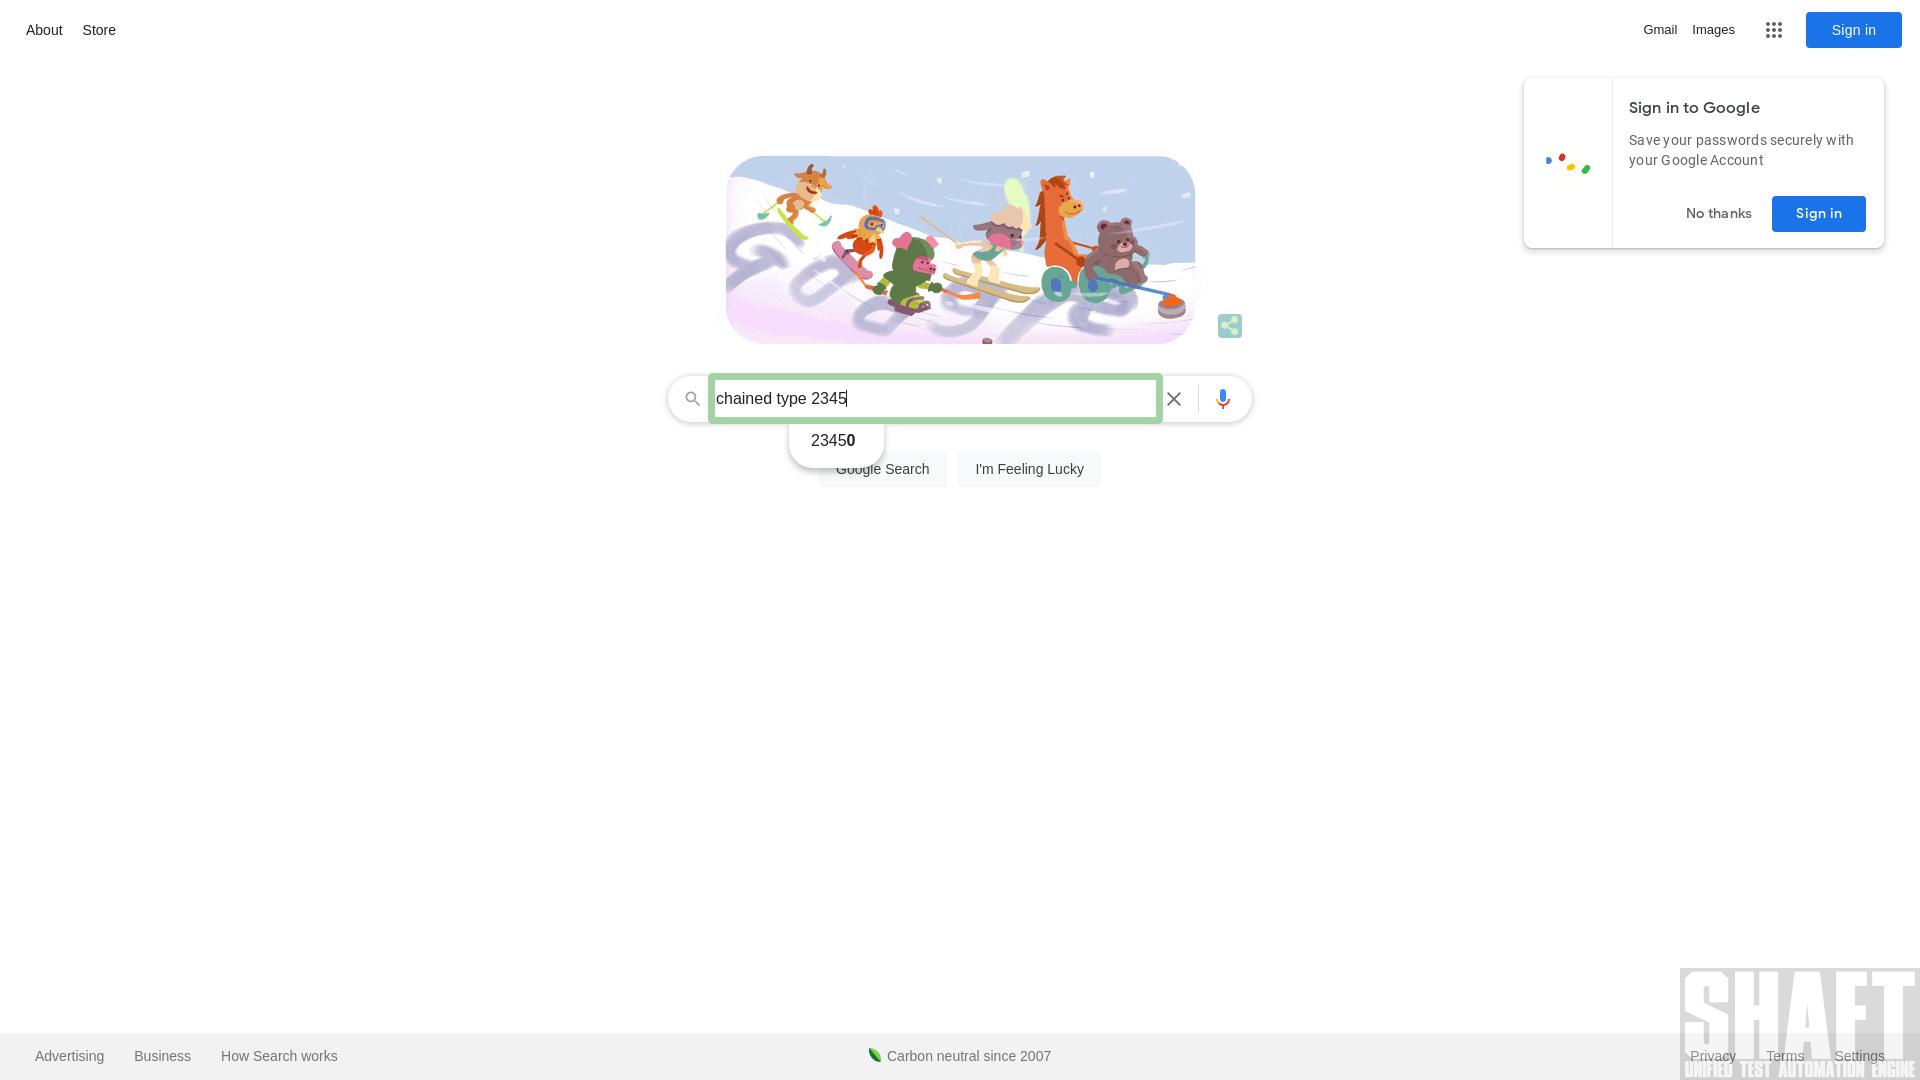 About Store
Gmail Images
Sign in
Sign in to Google
Save your passwords securely with
your Google Account
No thanks
Sign in
Google
chained type 2345
23450
Google Search
I'm Feeling Lucky
Advertising Business How Search works
Carbon neutral since 2007
Privacy Terms Settings
SHAFT
UNIFIED TEST AUTOMATION ENGINE